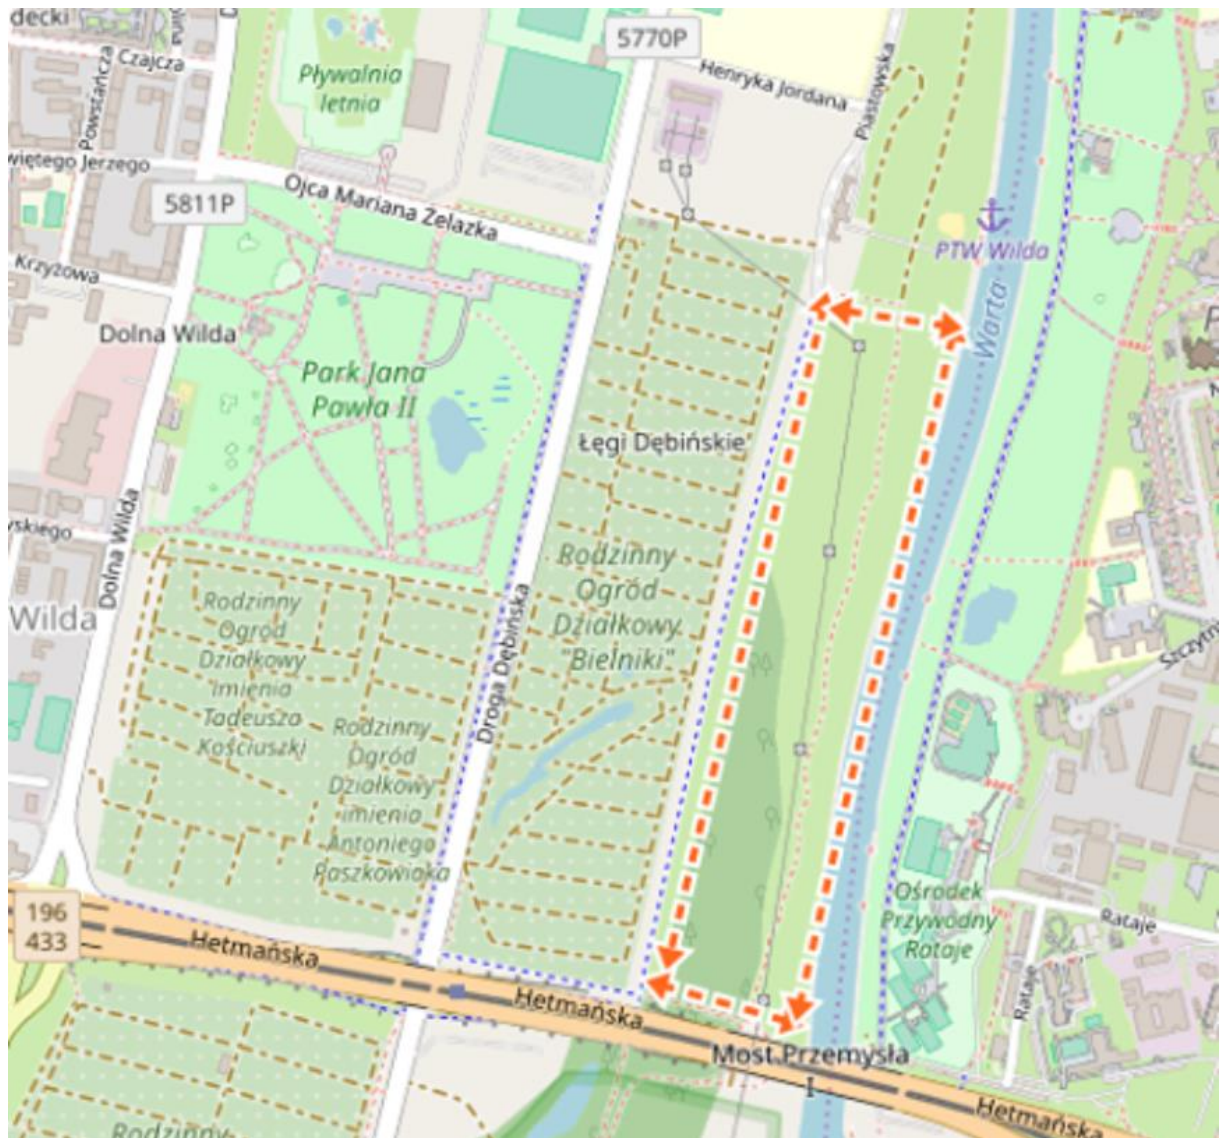 decki
Czajcza
Powstańcza
5770P
Pływalnia
letnia
Henryka Jordana
Piastowska
więtego Jerzego
5811P
Ojca Mariana Żelazka
PTW Wilda
Krzyżowa
Warta
Dolna Wilda
Park Jana
Pawła II
Łęgi Dębińskie
Dolna Wilda
yskiego
Wilda
Rodzinny
Ogród
Działkowy
imienia
Tadeusza
Kościuszki
Rodzinny
Ogród
Działkowy
imienia
Antoniego
Paszkowiaka
Droga Dębińska
Rodzinny
Ogród
Działkowy
"Bielniki"
Szczytni
Ośrodek
Przywodny
Rataje
Rataje
Rataje
196
433
Hetmańska
Hetmańska
Most Przemysła
I
Hetmańska
Rodzinny